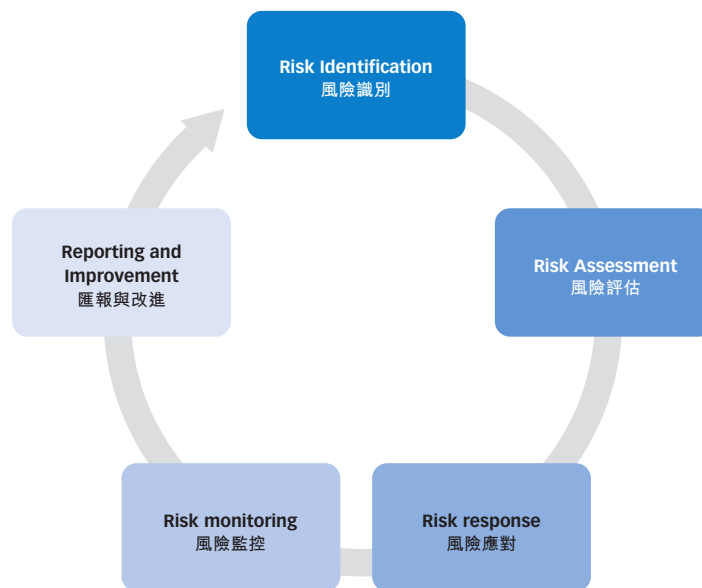 Risk Identification
風險識別
Risk Assessment
風險評估
Risk response
風險應對
Risk monitoring
風險監控
Reporting and
Improvement
匯報與改進